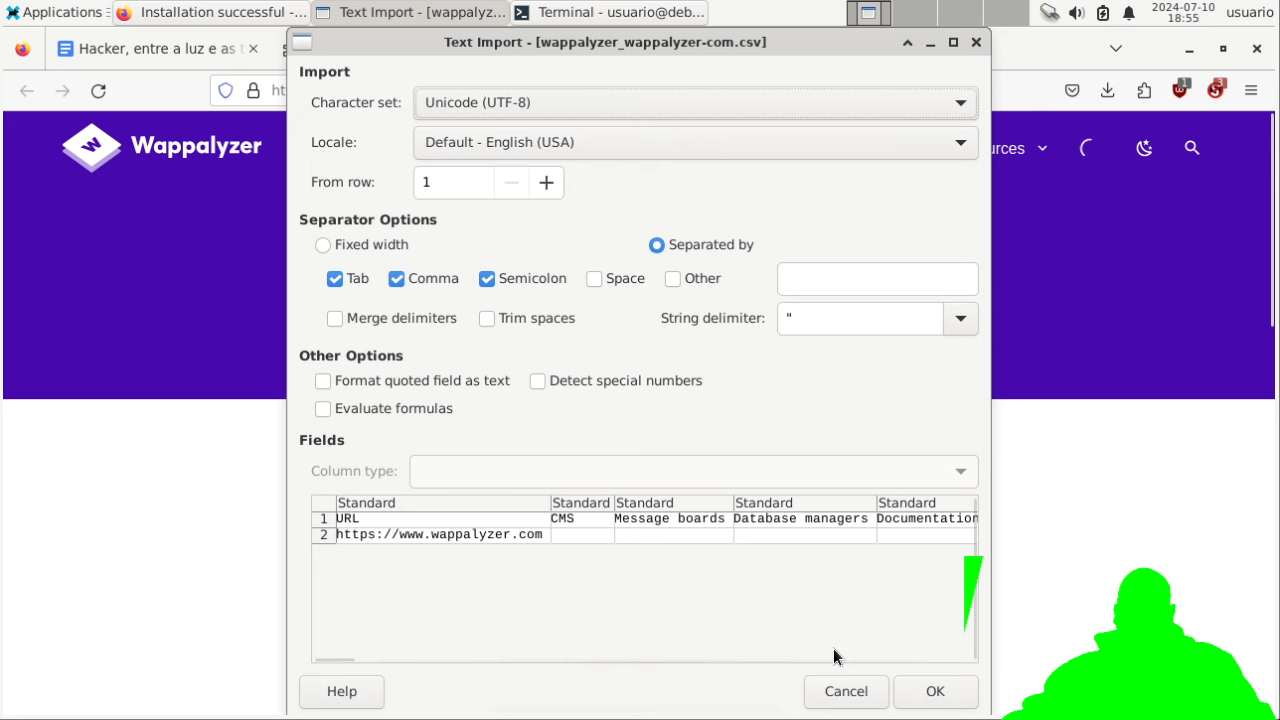 Applications
Installation successful -...
Text Import - [wappalyz...
Terminal - usuario@deb...
2024-07-10
18:55
usuario
Text Import - [wappalyzer_wappalyzer-com.csv]
Hacker, entre a luz e as t
ht
1
3
Wappalyzer
urces
Import
Character set:
Unicode (UTF-8)
Locale:
Default - English (USA)
From row:
1
Separator Options
Fixed width
Separated by
Tab
Comma
Semicolon
Space
Other
Merge delimiters
Trim spaces
String delimiter:
"
Other Options
Format quoted field as text
Detect special numbers
Evaluate formulas
Fields
Column type:
Standard Standard Standard Standard Standard
1 URL CMS Message boards Database managers Documentation
2 https://www.wappalyzer.com
Help
Cancel
OK